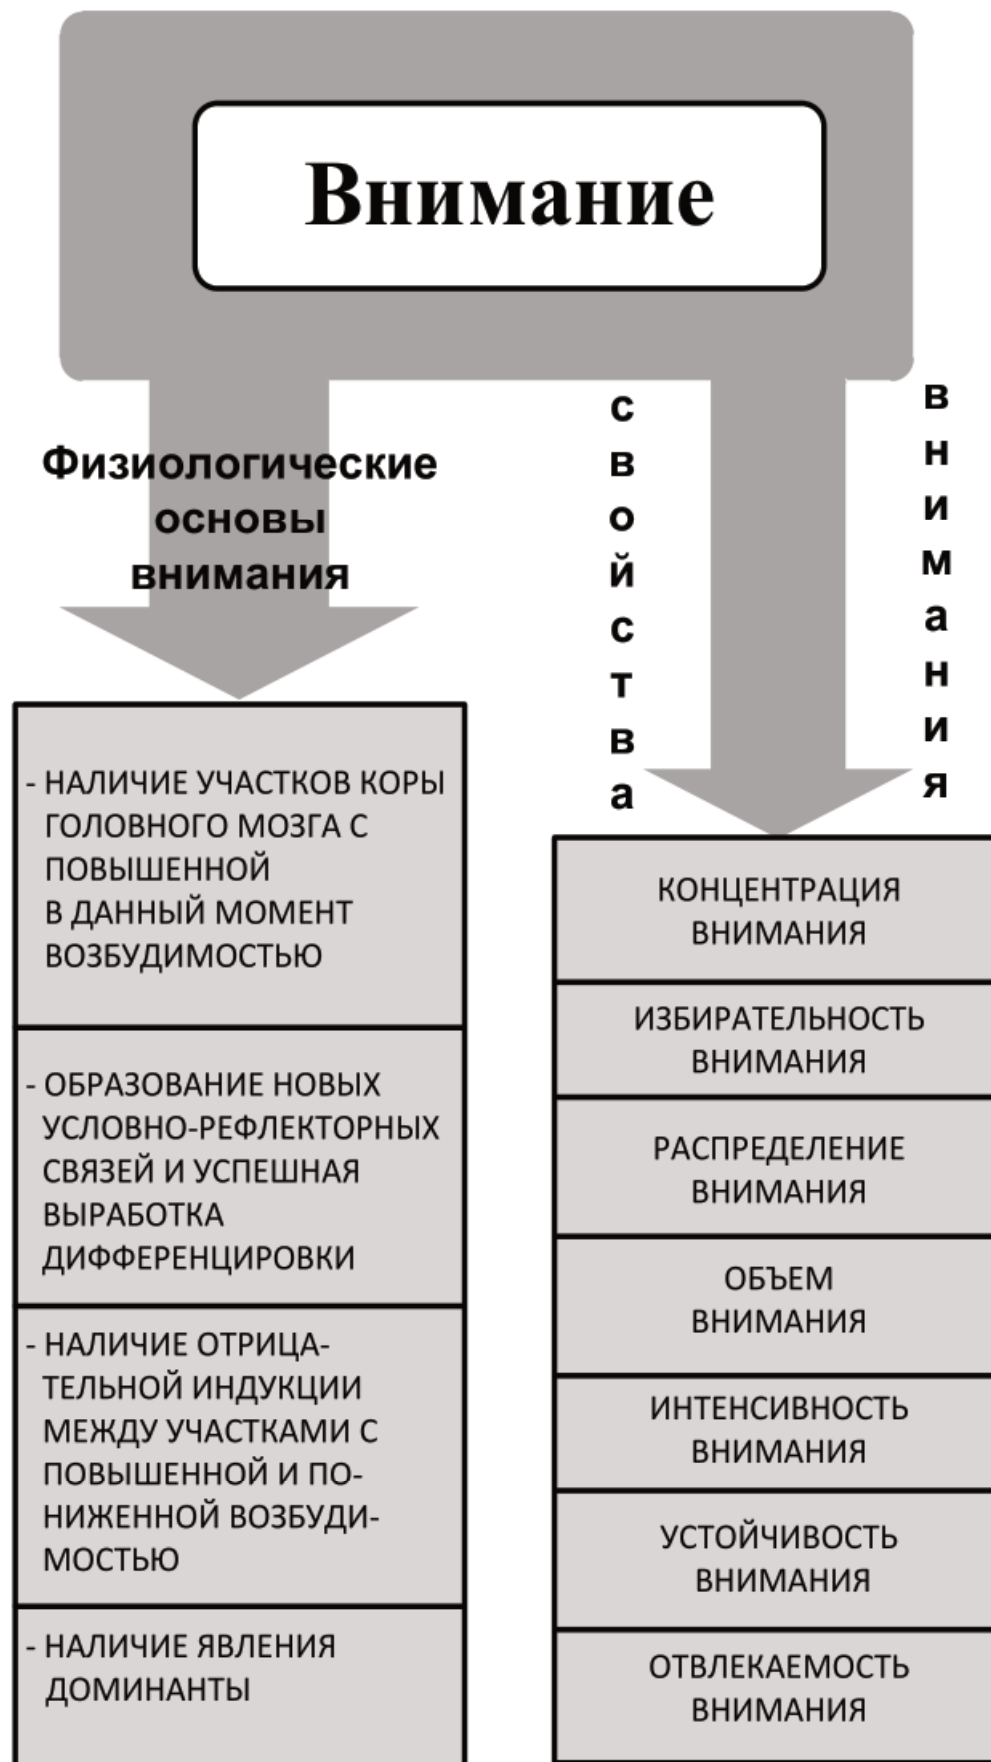 Внимание
Физиологические
основы
внимания
свойства
внимания
- НАЛИЧИЕ УЧАСТКОВ КОРЫ
ГОЛОВНОГО МОЗГА С
ПОВЫШЕННОЙ
В ДАННЫЙ МОМЕНТ
ВОЗБУДИМОСТЬЮ
- ОБРАЗОВАНИЕ НОВЫХ
УСЛОВНО-РЕФЛЕКТОРНЫХ
СВЯЗЕЙ И УСПЕШНАЯ
ВЫРАБОТКА
ДИФФЕРЕНЦИРОВКИ
- НАЛИЧИЕ ОТРИЦА-
ТЕЛЬНОЙ ИНДУКЦИИ
МЕЖДУ УЧАСТКАМИ С
ПОВЫШЕННОЙ И ПО-
НИЖЕННОЙ ВОЗБУДИ-
МОСТЬЮ
- НАЛИЧИЕ ЯВЛЕНИЯ
ДОМИНАНТЫ
КОНЦЕНТРАЦИЯ
ВНИМАНИЯ
ИЗБИРАТЕЛЬНОСТЬ
ВНИМАНИЯ
РАСПРЕДЕЛЕНИЕ
ВНИМАНИЯ
ОБЪЕМ
ВНИМАНИЯ
ИНТЕНСИВНОСТЬ
ВНИМАНИЯ
УСТОЙЧИВОСТЬ
ВНИМАНИЯ
ОТВЛЕКАЕМОСТЬ
ВНИМАНИЯ